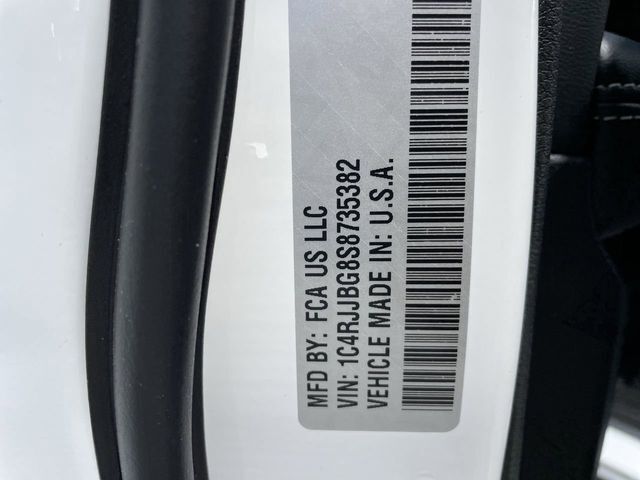 MFD BY: FCA US LLC
VIN: 1C4RJJBG8S8735382
VEHICLE MADE IN: U.S.A.